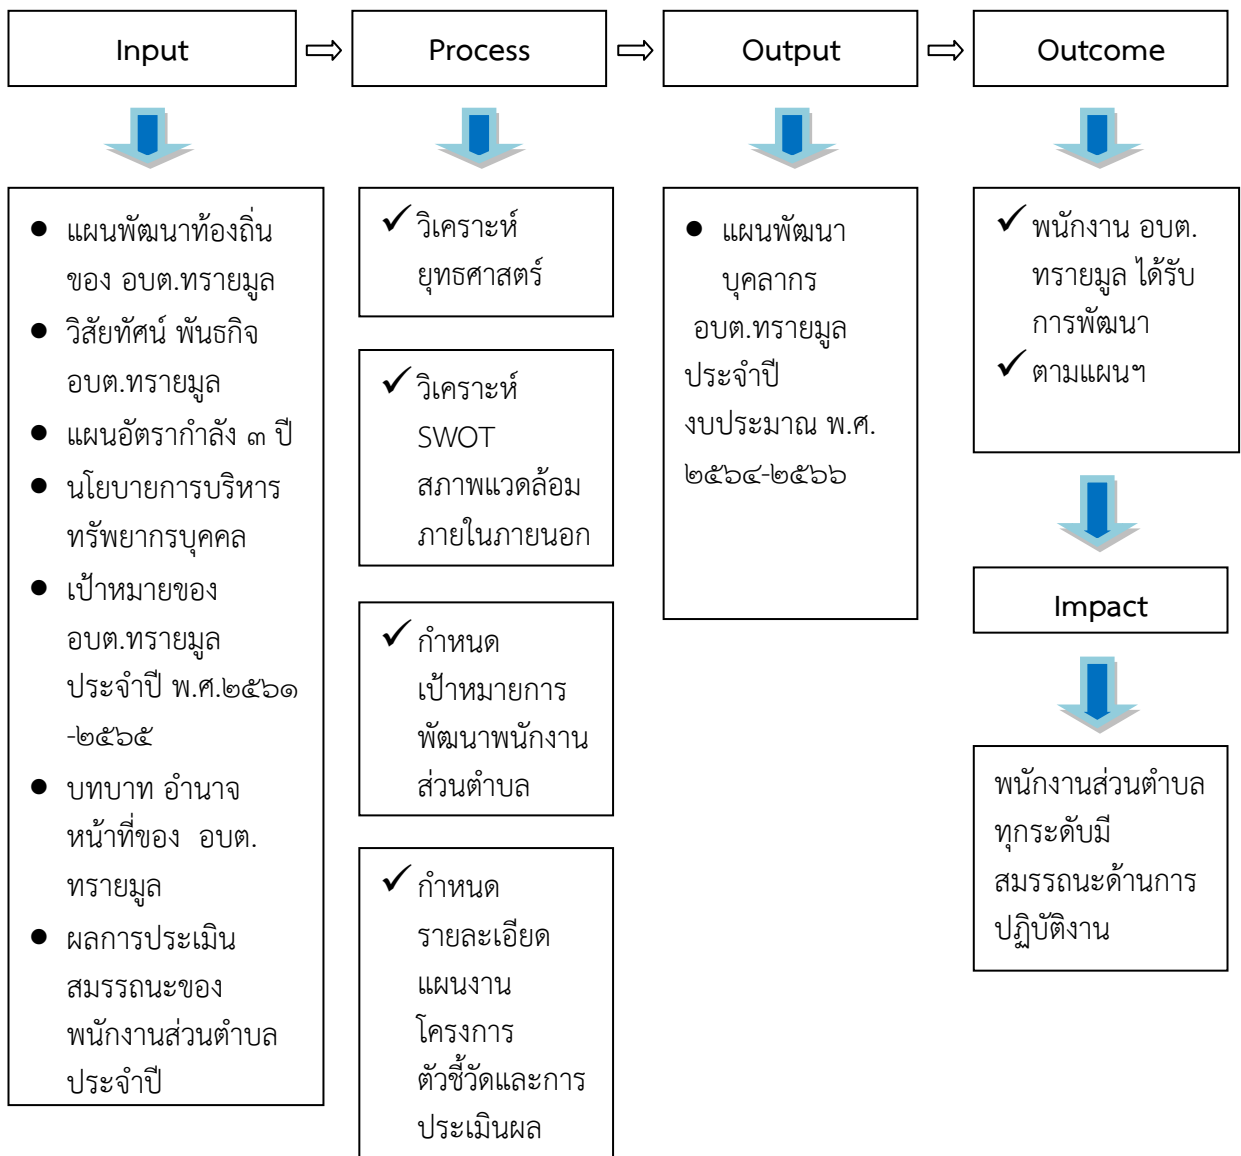 Input
Process
Output
Outcome
● แผนพัฒนาท้องถิ่น
ของ อบต.ทรายมูล
● วิสัยทัศน์ พันธกิจ
อบต.ทรายมูล
● แผนอัตรากำลัง ๓ ปี
● นโยบายการบริหาร
ทรัพยากรบุคคล
● เป้าหมายของ
อบต.ทรายมูล
ประจำปี พ.ศ.๒๕๖๑
-๒๕๖๕
● บทบาท อำนาจ
หน้าที่ของ อบต.
ทรายมูล
● ผลการประเมิน
สมรรถนะของ
พนักงานส่วนตำบล
ประจำปี
✓ วิเคราะห์
ยุทธศาสตร์
✓ วิเคราะห์
SWOT
สภาพแวดล้อม
ภายในภายนอก
✓ กำหนด
เป้าหมายการ
พัฒนาพนักงาน
ส่วนตำบล
✓ กำหนด
รายละเอียด
แผนงาน
โครงการ
ตัวชี้วัดและการ
ประเมินผล
● แผนพัฒนา
บุคลากร
อบต.ทรายมูล
ประจำปี
งบประมาณ พ.ศ.
๒๕๖๔-๒๕๖๖
✓ พนักงาน อบต.
ทรายมูล ได้รับ
การพัฒนา
✓ ตามแผนฯ
Impact
พนักงานส่วนตำบล
ทุกระดับมี
สมรรถนะด้านการ
ปฏิบัติงาน